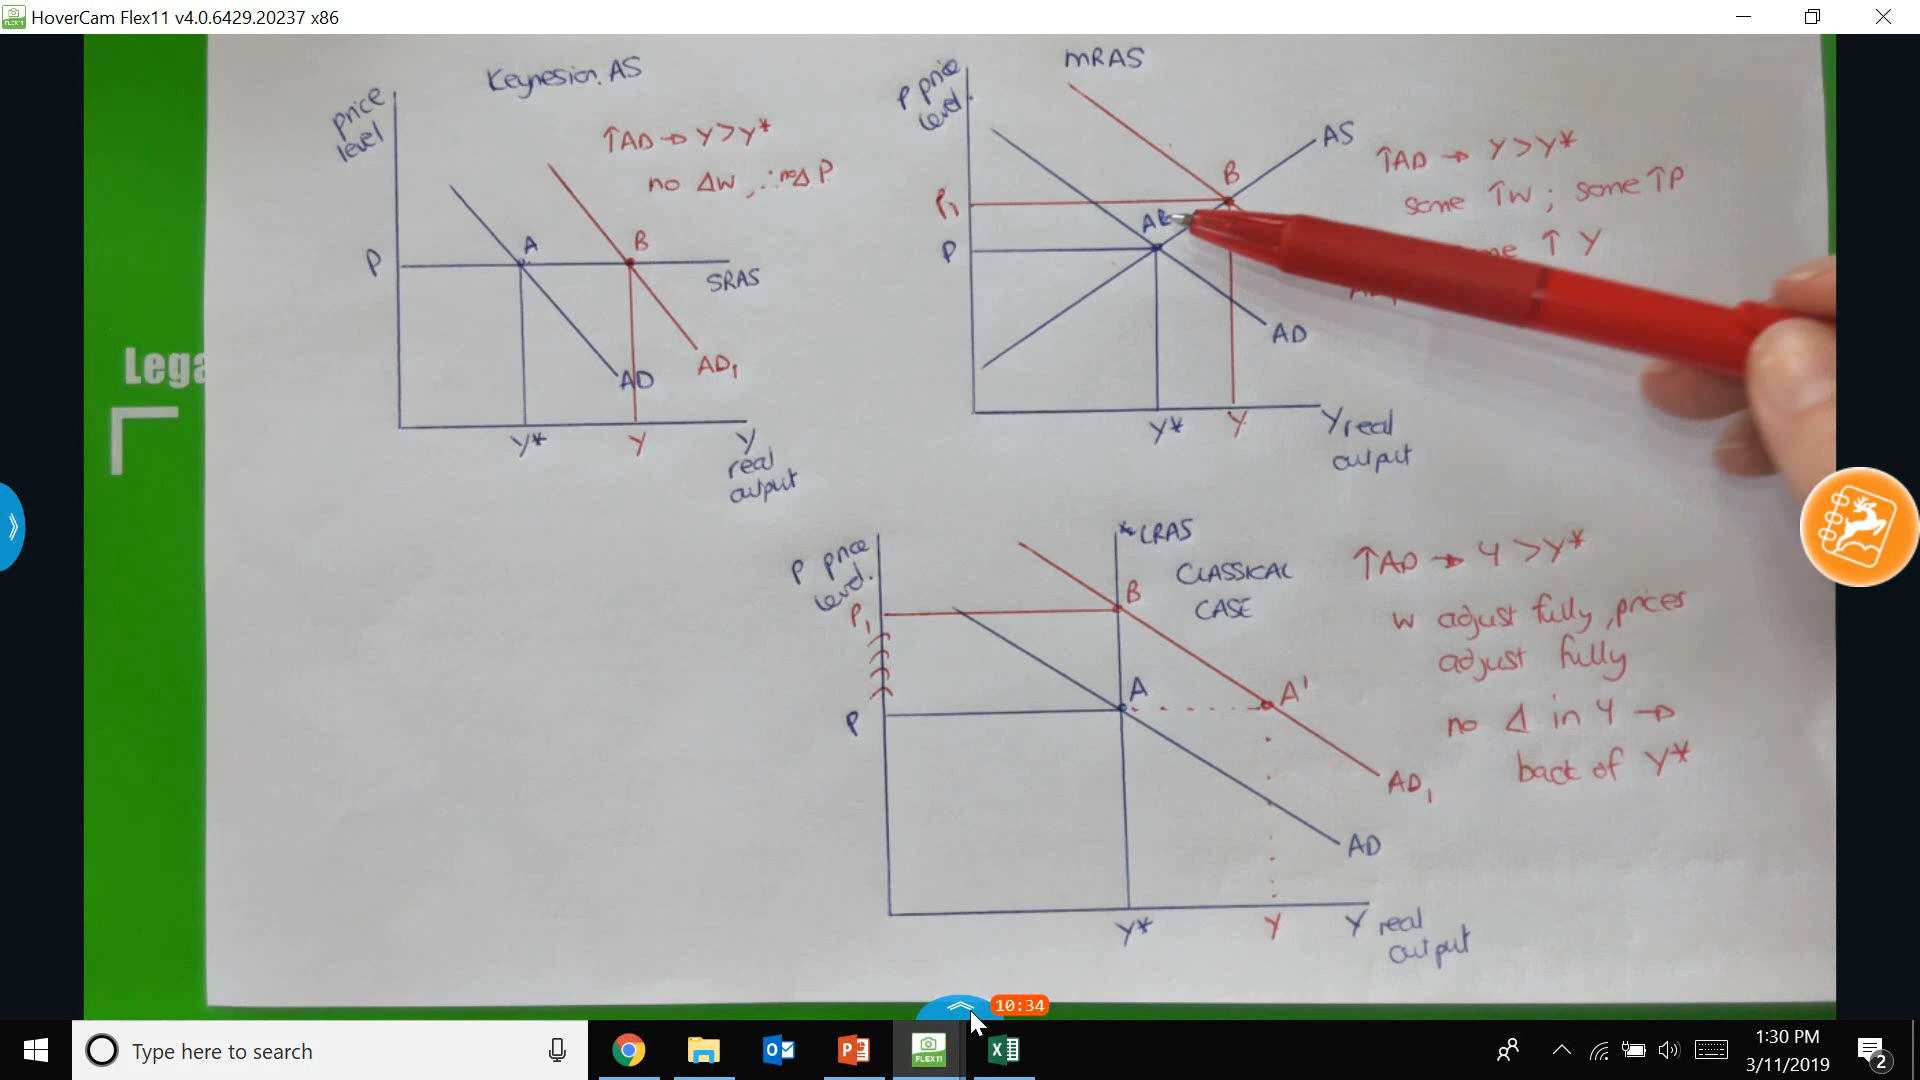 HoverCam Flex11 v4.0.6429.20237 x86
Keynesian. AS
price
level
↑AD → Y>Y*
no ΔW, ∴ no Δ P
P
A
B
SRAS
AD
AD₁
Y*
Y
Y
real
output
MRAS
P price
level.
P₁
P
B
A
AS
AD
↑AD → Y>Y*
some ↑W; some ↑P
↑ Y
Y*
Y
Y real
output
Lega
P price
level.
P₁
P
*LRAS
CLASSICAL
CASE
B
A
A'
AD₁
AD
↑AD → Y >Y*
W adjust fully, prices
adjust fully
no Δ in Y →
back of Y*
Y*
Y
Y real
output
10:34
Type here to search
FLEX11
1:30 PM
3/11/2019
2